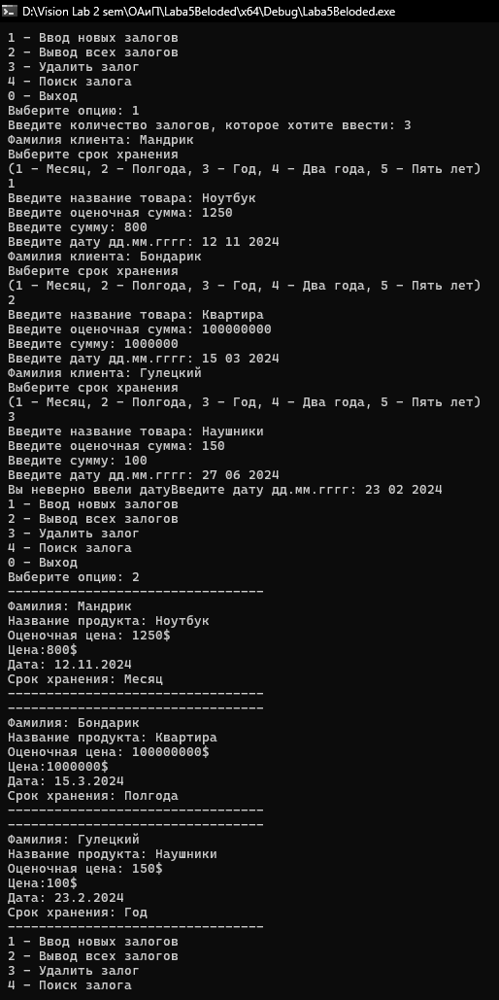 D:\Vision Lab 2 sem\ОАиП\Laba5Beloded\x64\Debug\Laba5Beloded.exe
1 - Ввод новых залогов
2 - Вывод всех залогов
3 - Удалить залог
4 - Поиск залога
0 - Выход
Выберите опцию: 1
Введите количество залогов, которое хотите ввести: 3
Фамилия клиента: Мандрик
Выберите срок хранения
(1 - Месяц, 2 - Полгода, 3 - Год, 4 - Два года, 5 - Пять лет)
1
Введите название товара: Ноутбук
Введите оценочная сумма: 1250
Введите сумму: 800
Введите дату дд.мм.гггг: 12 11 2024
Фамилия клиента: Бондарик
Выберите срок хранения
(1 - Месяц, 2 - Полгода, 3 - Год, 4 - Два года, 5 - Пять лет)
2
Введите название товара: Квартира
Введите оценочная сумма: 100000000
Введите сумму: 1000000
Введите дату дд.мм.гггг: 15 03 2024
Фамилия клиента: Гулецкий
Выберите срок хранения
(1 - Месяц, 2 - Полгода, 3 - Год, 4 - Два года, 5 - Пять лет)
3
Введите название товара: Наушники
Введите оценочная сумма: 150
Введите сумму: 100
Введите дату дд.мм.гггг: 27 06 2024
Вы неверно ввели датуВведите дату дд.мм.гггг: 23 02 2024
1 - Ввод новых залогов
2 - Вывод всех залогов
3 - Удалить залог
4 - Поиск залога
0 - Выход
Выберите опцию: 2
---------------------------------
Фамилия: Мандрик
Название продукта: Ноутбук
Оценочная цена: 1250$
Цена:800$
Дата: 12.11.2024
Срок хранения: Месяц
---------------------------------
---------------------------------
Фамилия: Бондарик
Название продукта: Квартира
Оценочная цена: 100000000$
Цена:1000000$
Дата: 15.3.2024
Срок хранения: Полгода
---------------------------------
---------------------------------
Фамилия: Гулецкий
Название продукта: Наушники
Оценочная цена: 150$
Цена:100$
Дата: 23.2.2024
Срок хранения: Год
---------------------------------
1 - Ввод новых залогов
2 - Вывод всех залогов
3 - Удалить залог
4 - Поиск залога